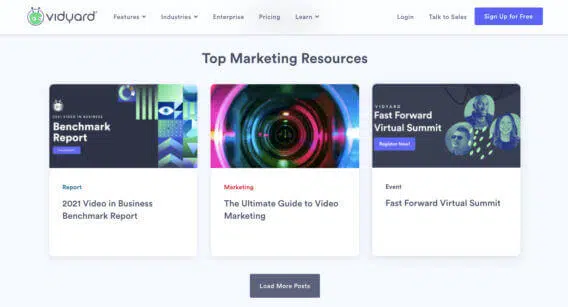 vidyard
Features
Industries
Enterprise
Pricing
Learn
Login
Talk to Sales
Sign Up for Free
Top Marketing Resources
2021 VIDEO IN BUSINESS
Benchmark
Report
VIDYARD
Fast Forward
Virtual Summit
Register Now!
Report
2021 Video in Business
Benchmark Report
Marketing
The Ultimate Guide to Video
Marketing
Event
Fast Forward Virtual Summit
Load More Posts